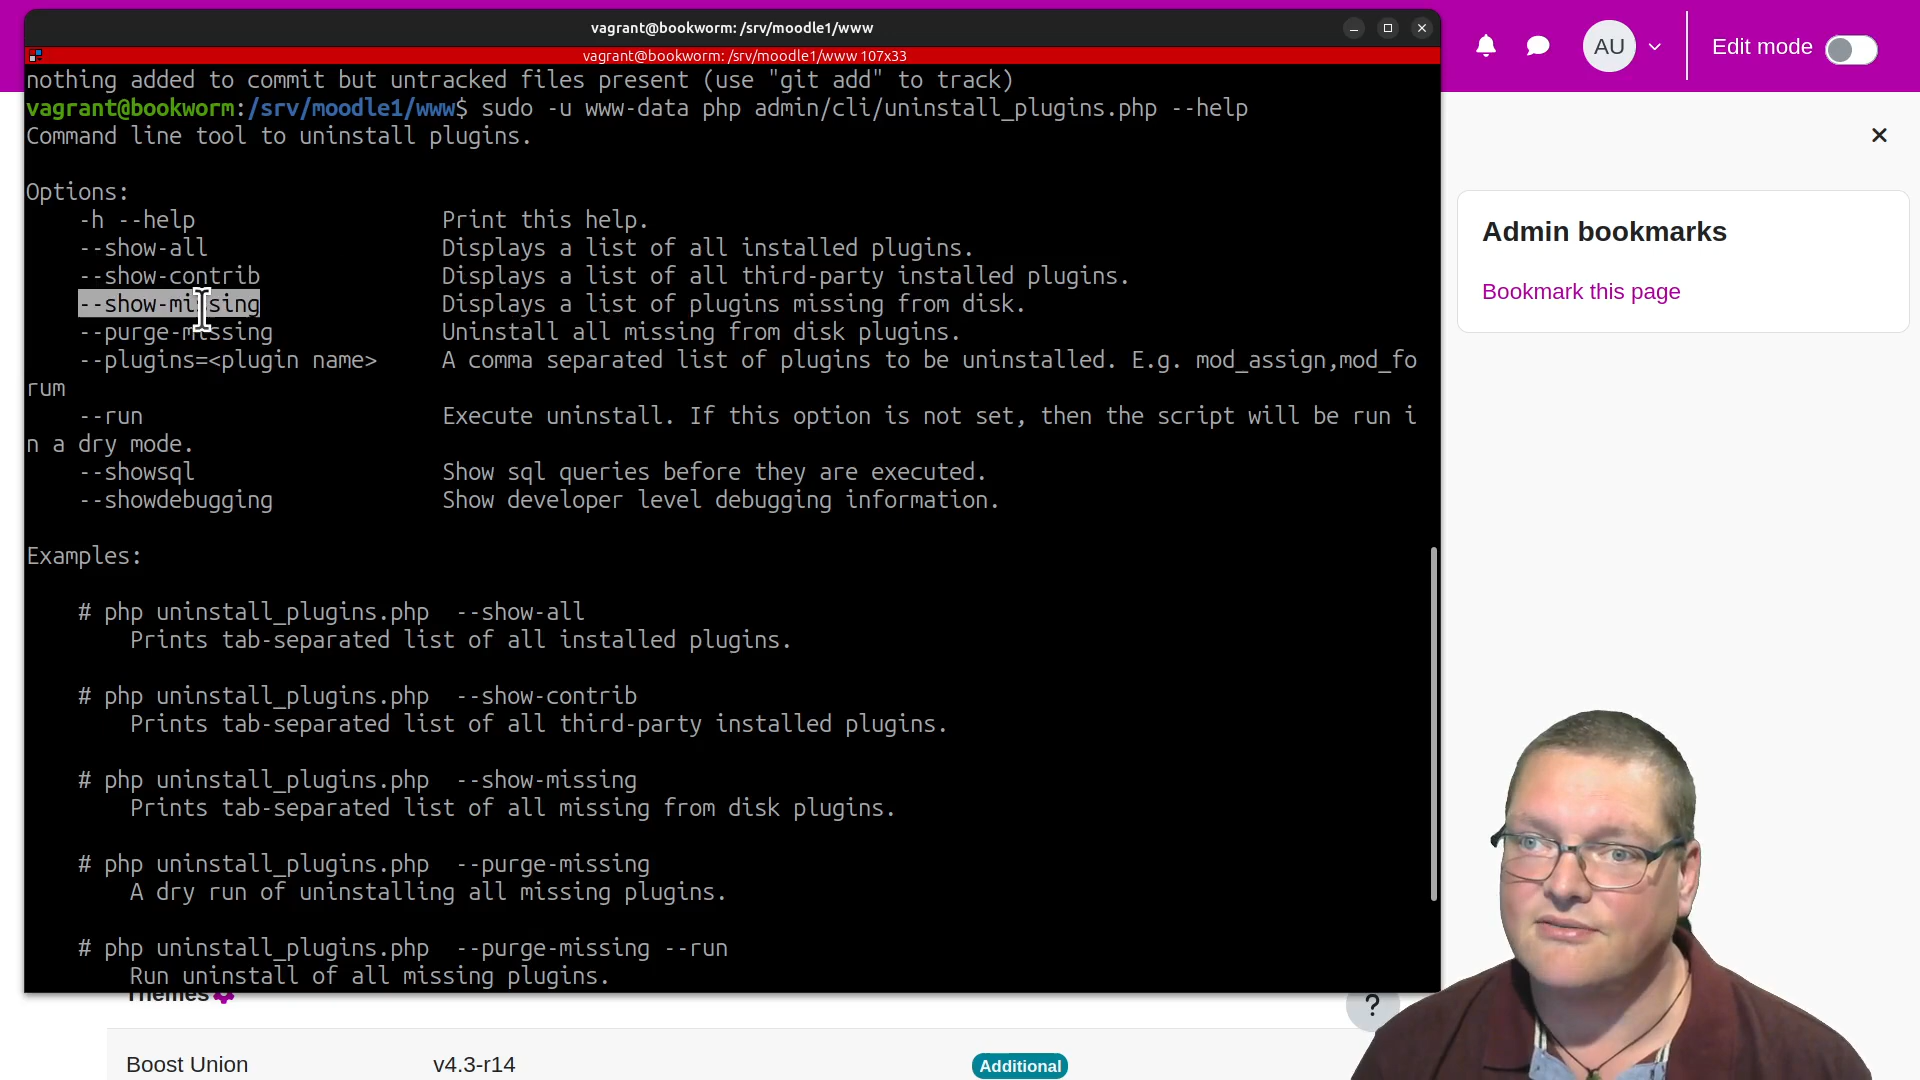 vagrant@bookworm: /srv/moodle1/www
vagrant@bookworm: /srv/moodle1/www 107x33
nothing added to commit but untracked files present (use "git add" to track)
vagrant@bookworm:/srv/moodle1/www$ sudo -u www-data php admin/cli/uninstall_plugins.php --help
Command line tool to uninstall plugins.
Options:
-h --help Print this help.
--show-all Displays a list of all installed plugins.
--show-contrib Displays a list of all third-party installed plugins.
--show-missing Displays a list of plugins missing from disk.
--purge-missing Uninstall all missing from disk plugins.
--plugins=<plugin name> A comma separated list of plugins to be uninstalled. E.g. mod_assign,mod_fo
rum
--run Execute uninstall. If this option is not set, then the script will be run i
n a dry mode.
--showsql Show sql queries before they are executed.
--showdebugging Show developer level debugging information.
Examples:
# php uninstall_plugins.php --show-all
Prints tab-separated list of all installed plugins.
# php uninstall_plugins.php --show-contrib
Prints tab-separated list of all third-party installed plugins.
# php uninstall_plugins.php --show-missing
Prints tab-separated list of all missing from disk plugins.
# php uninstall_plugins.php --purge-missing
A dry run of uninstalling all missing plugins.
# php uninstall_plugins.php --purge-missing --run
Run uninstall of all missing plugins.
Themes
Boost Union v4.3-r14 Additional
?
AU
Edit mode
Admin bookmarks
Bookmark this page